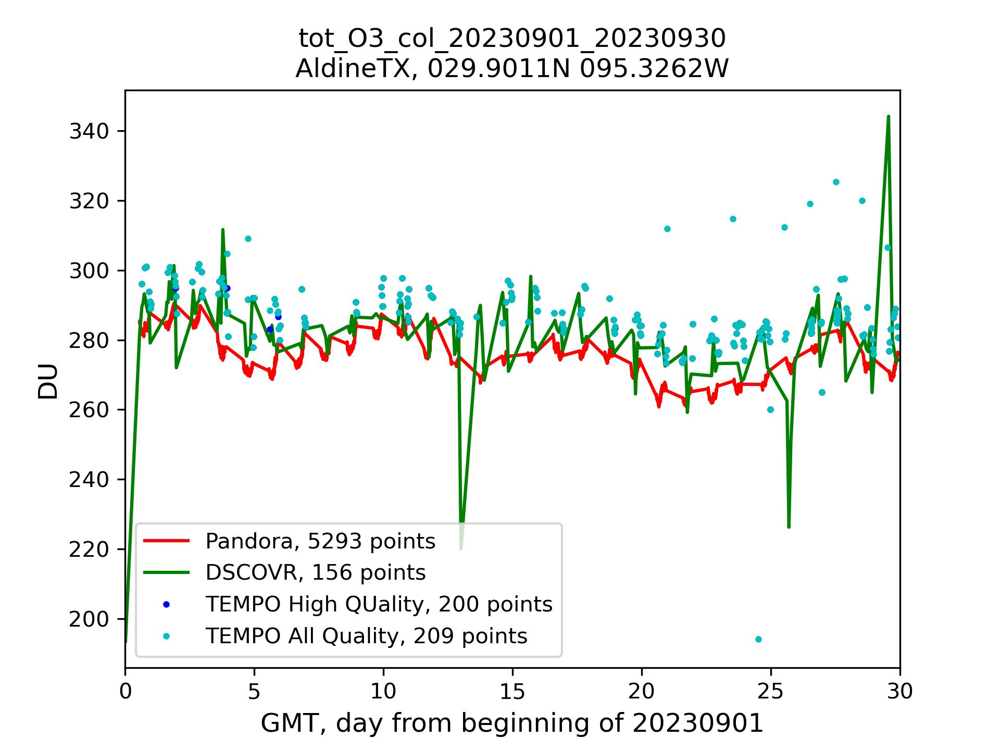 tot_O3_col_20230901_20230930
AldineTX, 029.9011N 095.3262W
340
320
300
280
260
240
220
200
DU
Pandora, 5293 points
DSCOVR, 156 points
TEMPO High QUality, 200 points
TEMPO All Quality, 209 points
0 5 10 15 20 25 30
GMT, day from beginning of 20230901